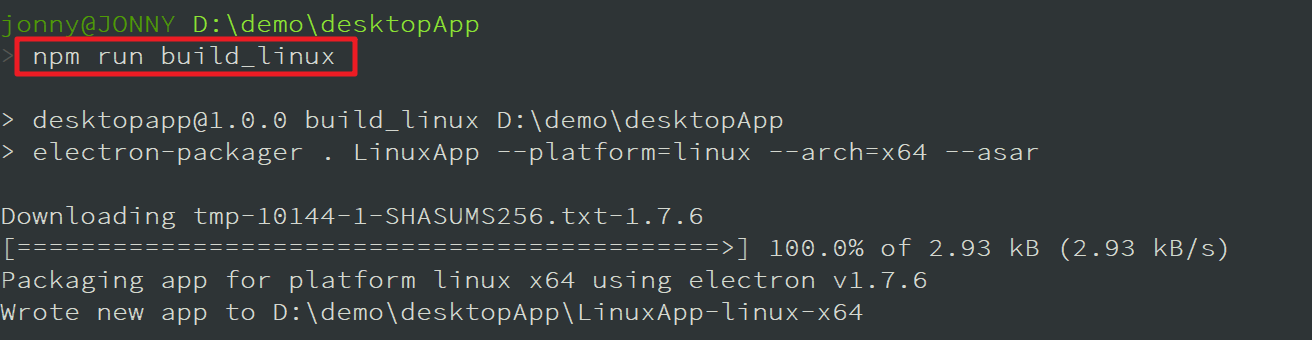 jonny@JONNY D:\demo\desktopApp
> npm run build_linux
> desktopapp@1.0.0 build_linux D:\demo\desktopApp
> electron-packager . LinuxApp --platform=linux --arch=x64 --asar
Downloading tmp-10144-1-SHASUMS256.txt-1.7.6
[============================================>] 100.0% of 2.93 kB (2.93 kB/s)
Packaging app for platform linux x64 using electron v1.7.6
Wrote new app to D:\demo\desktopApp\LinuxApp-linux-x64